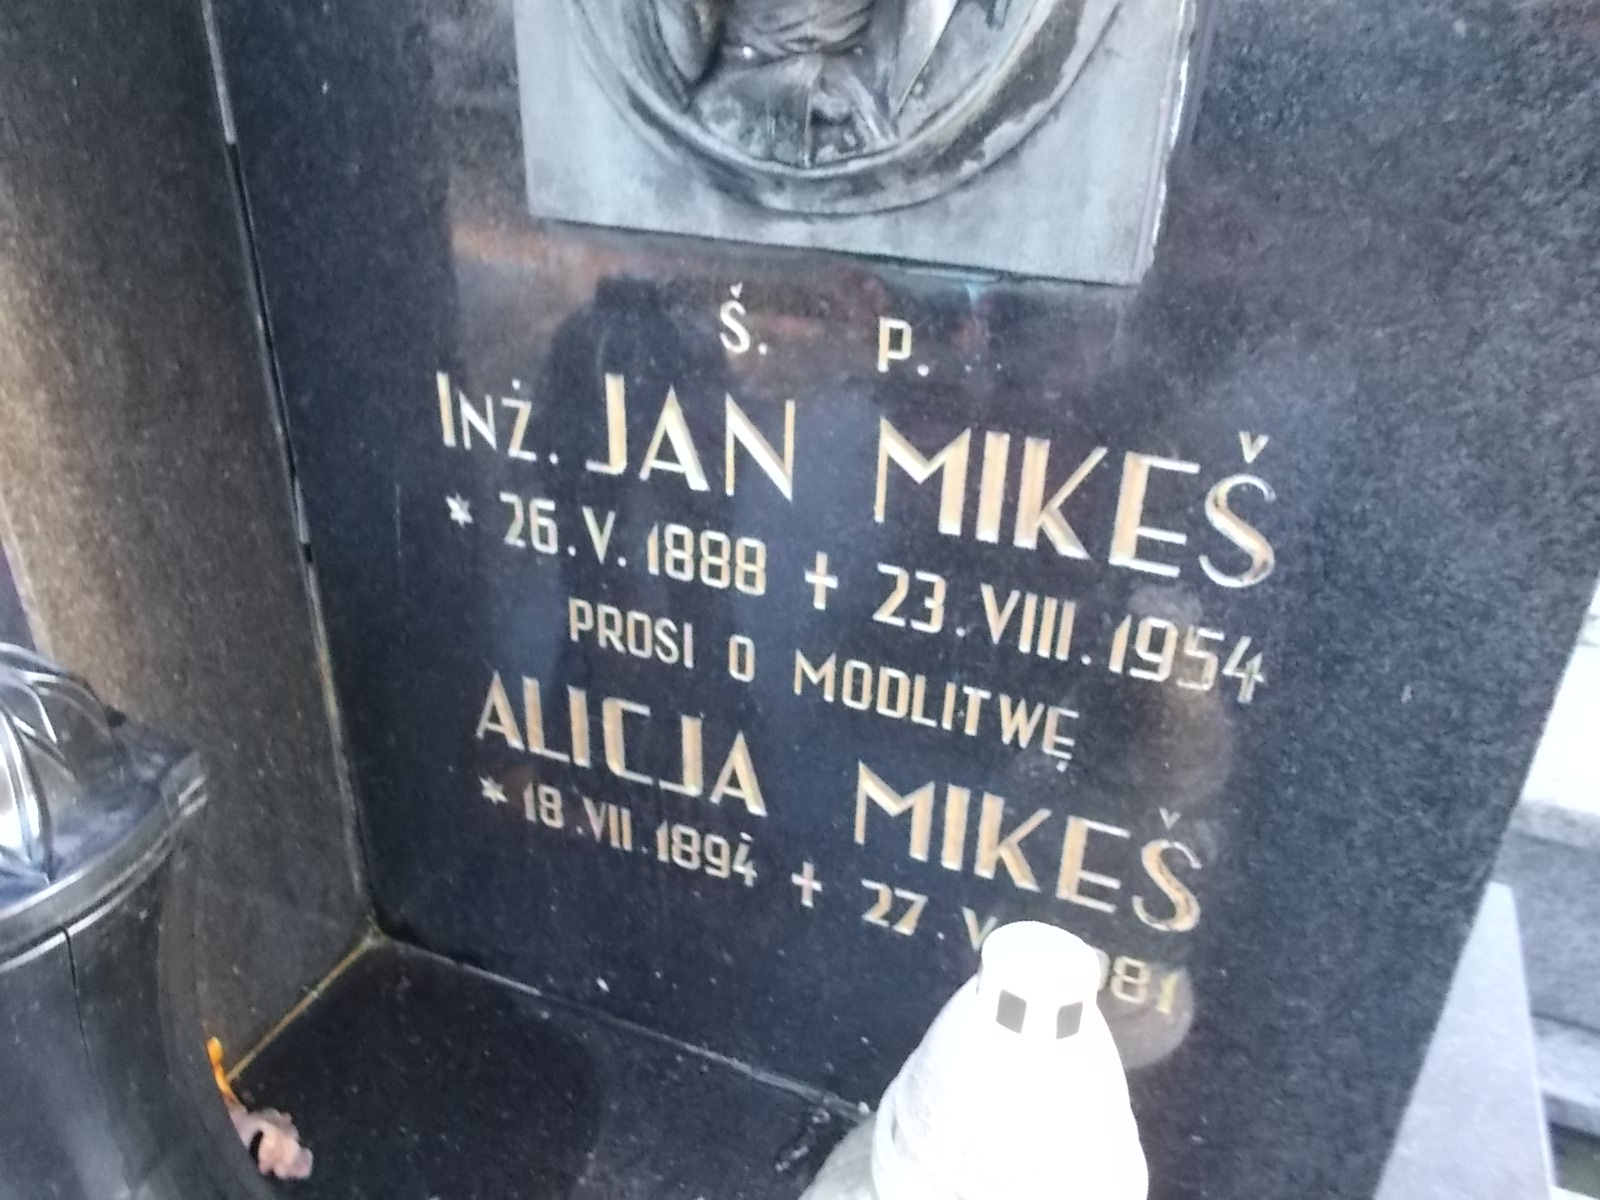 Ś. P.
INŻ. JAN MIKEŠ
* 26.V.1888 + 23.VIII.1954
PROSI O MODLITWĘ
ALICJA MIKEŠ
* 18.VII.1894 + 27.